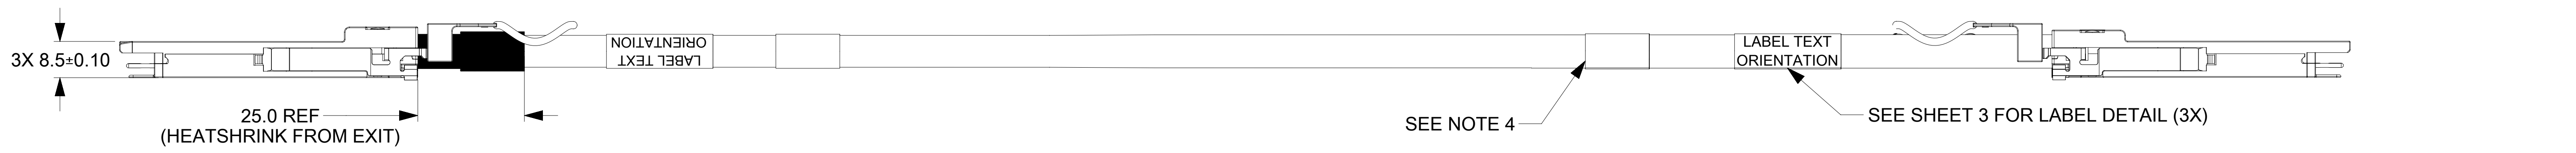 3X 8.5±0.10
25.0 REF
(HEATSHRINK FROM EXIT)
LABEL TEXT
ORIENTATION
SEE NOTE 4
LABEL TEXT
ORIENTATION
SEE SHEET 3 FOR LABEL DETAIL (3X)